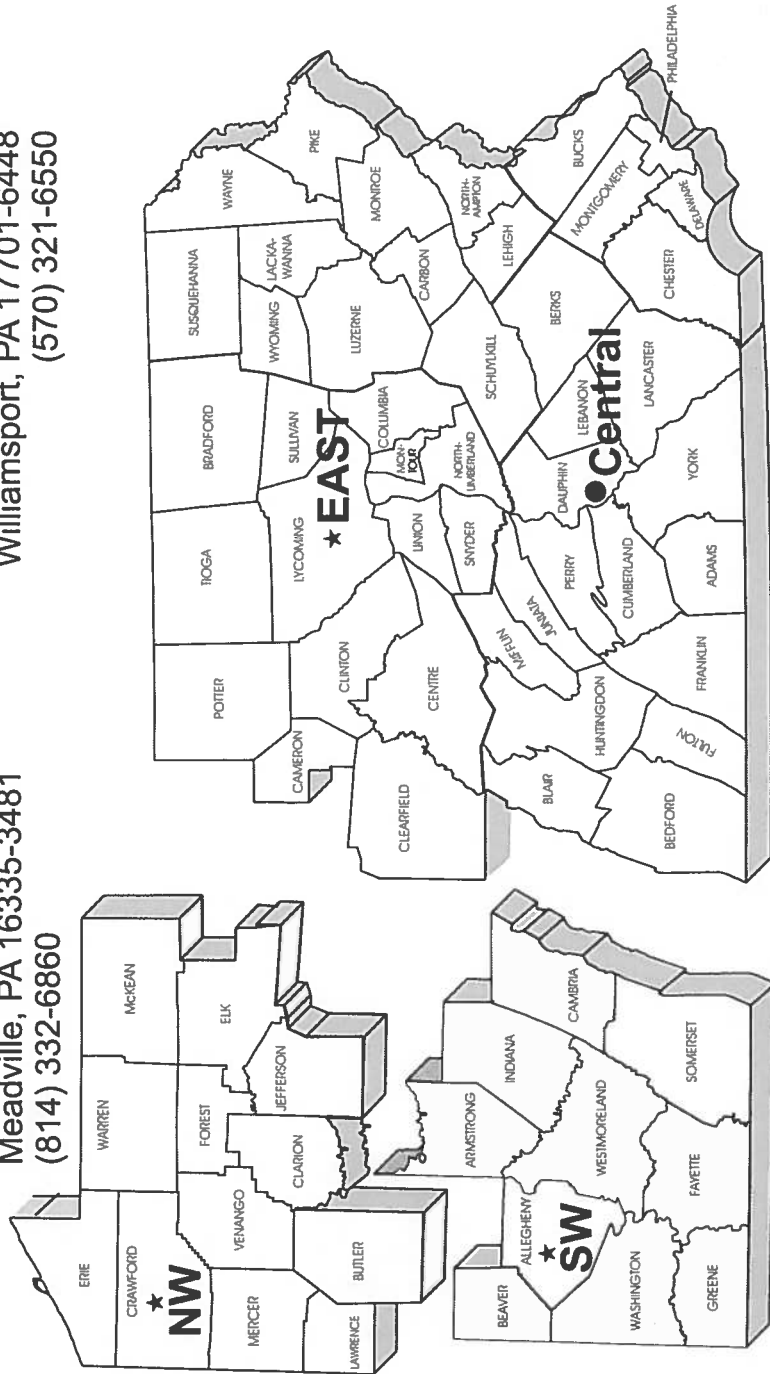 Meadville, PA 16335-3481
(814) 332-6860
Williamsport, PA 17701-6448
(570) 321-6550
ERIE
CRAWFORD
NW
MERCER
LAWRENCE
VENANGO
BUTLER
WARREN
FOREST
CLARION
JEFFERSON
McKEAN
ELK
BEAVER
ALLEGHENY
SW
WASHINGTON
GREENE
ARMSTRONG
INDIANA
WESTMORELAND
FAYETTE
CAMBRIA
SOMERSET
POTTER
TIOGA
BRADFORD
SUSQUEHANNA
WAYNE
CAMERON
CLINTON
LYCOMING
EAST
SULLIVAN
WYOMING
LACKA-
WANNA
PIKE
CLEARFIELD
CENTRE
UNION
MON-
TOUR
COLUMBIA
LUZERNE
MONROE
SNYDER
NORTH-
UMBERLAND
CARBON
NORTH-
AMPTON
SCHUYLKILL
LEHIGH
BLAIR
HUNTINGDON
MIFFLIN
JUNIATA
PERRY
DAUPHIN
Central
LEBANON
BERKS
MONTGOMERY
BUCKS
BEDFORD
FULTON
FRANKLIN
CUMBERLAND
ADAMS
YORK
LANCASTER
CHESTER
DELAWARE
PHILADELPHIA